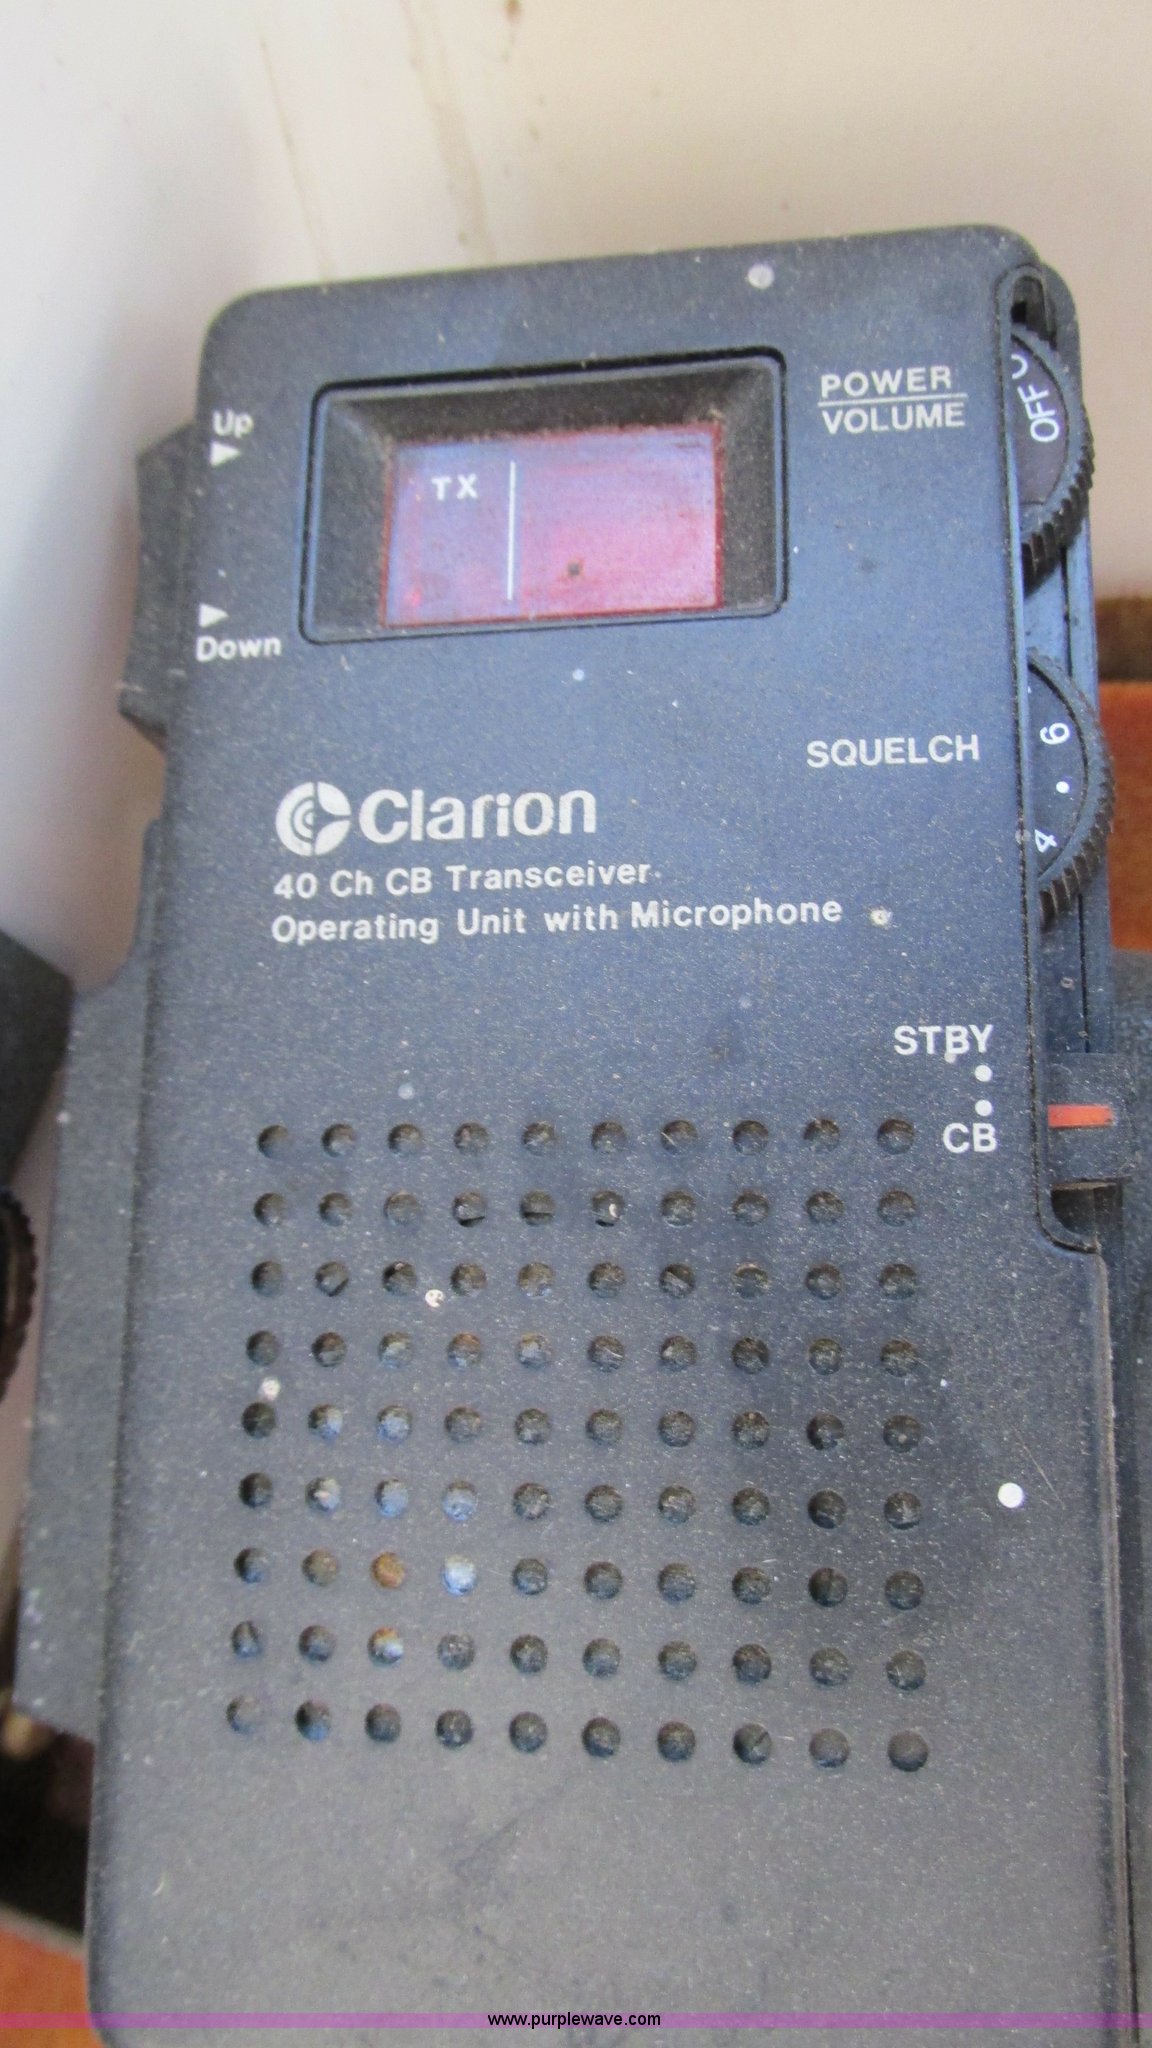 POWER
VOLUME
OFF
Up
TX
Down
6
SQUELCH
4
Clarion
40 Ch CB Transceiver
Operating Unit with Microphone
STBY
CB
www.purplewave.com